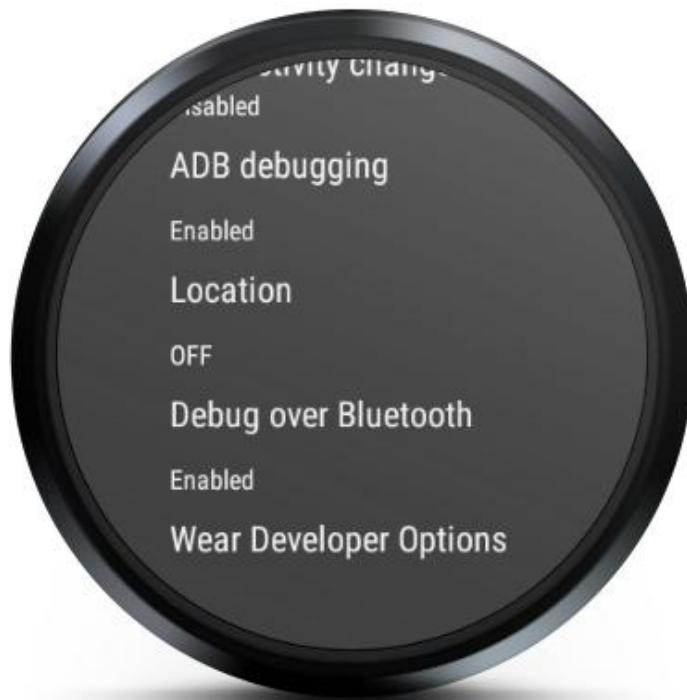 ADB debugging
Enabled
Location
OFF
Debug over Bluetooth
Enabled
Wear Developer Options